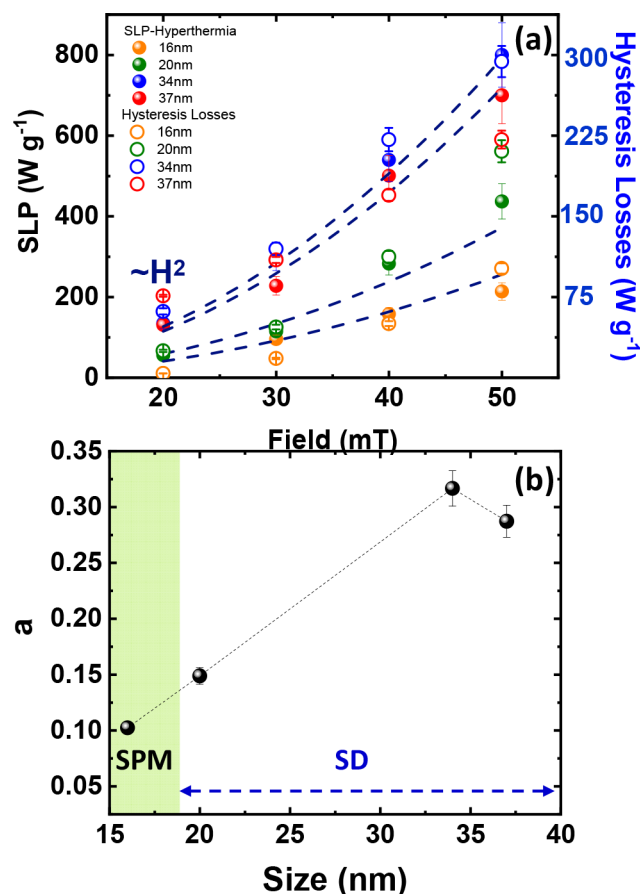 (a)
SLP-Hyperthermia
16nm
20nm
34nm
37nm
Hysteresis Losses
16nm
20nm
34nm
37nm
~H²
SLP (W g⁻¹)
800
600
400
200
0
300
225
150
75
Hysteresis Losses (W g⁻¹)
20 30 40 50
Field (mT)
(b)
a
0.35
0.30
0.25
0.20
0.15
0.10
0.05
SPM
SD
15 20 25 30 35 40
Size (nm)